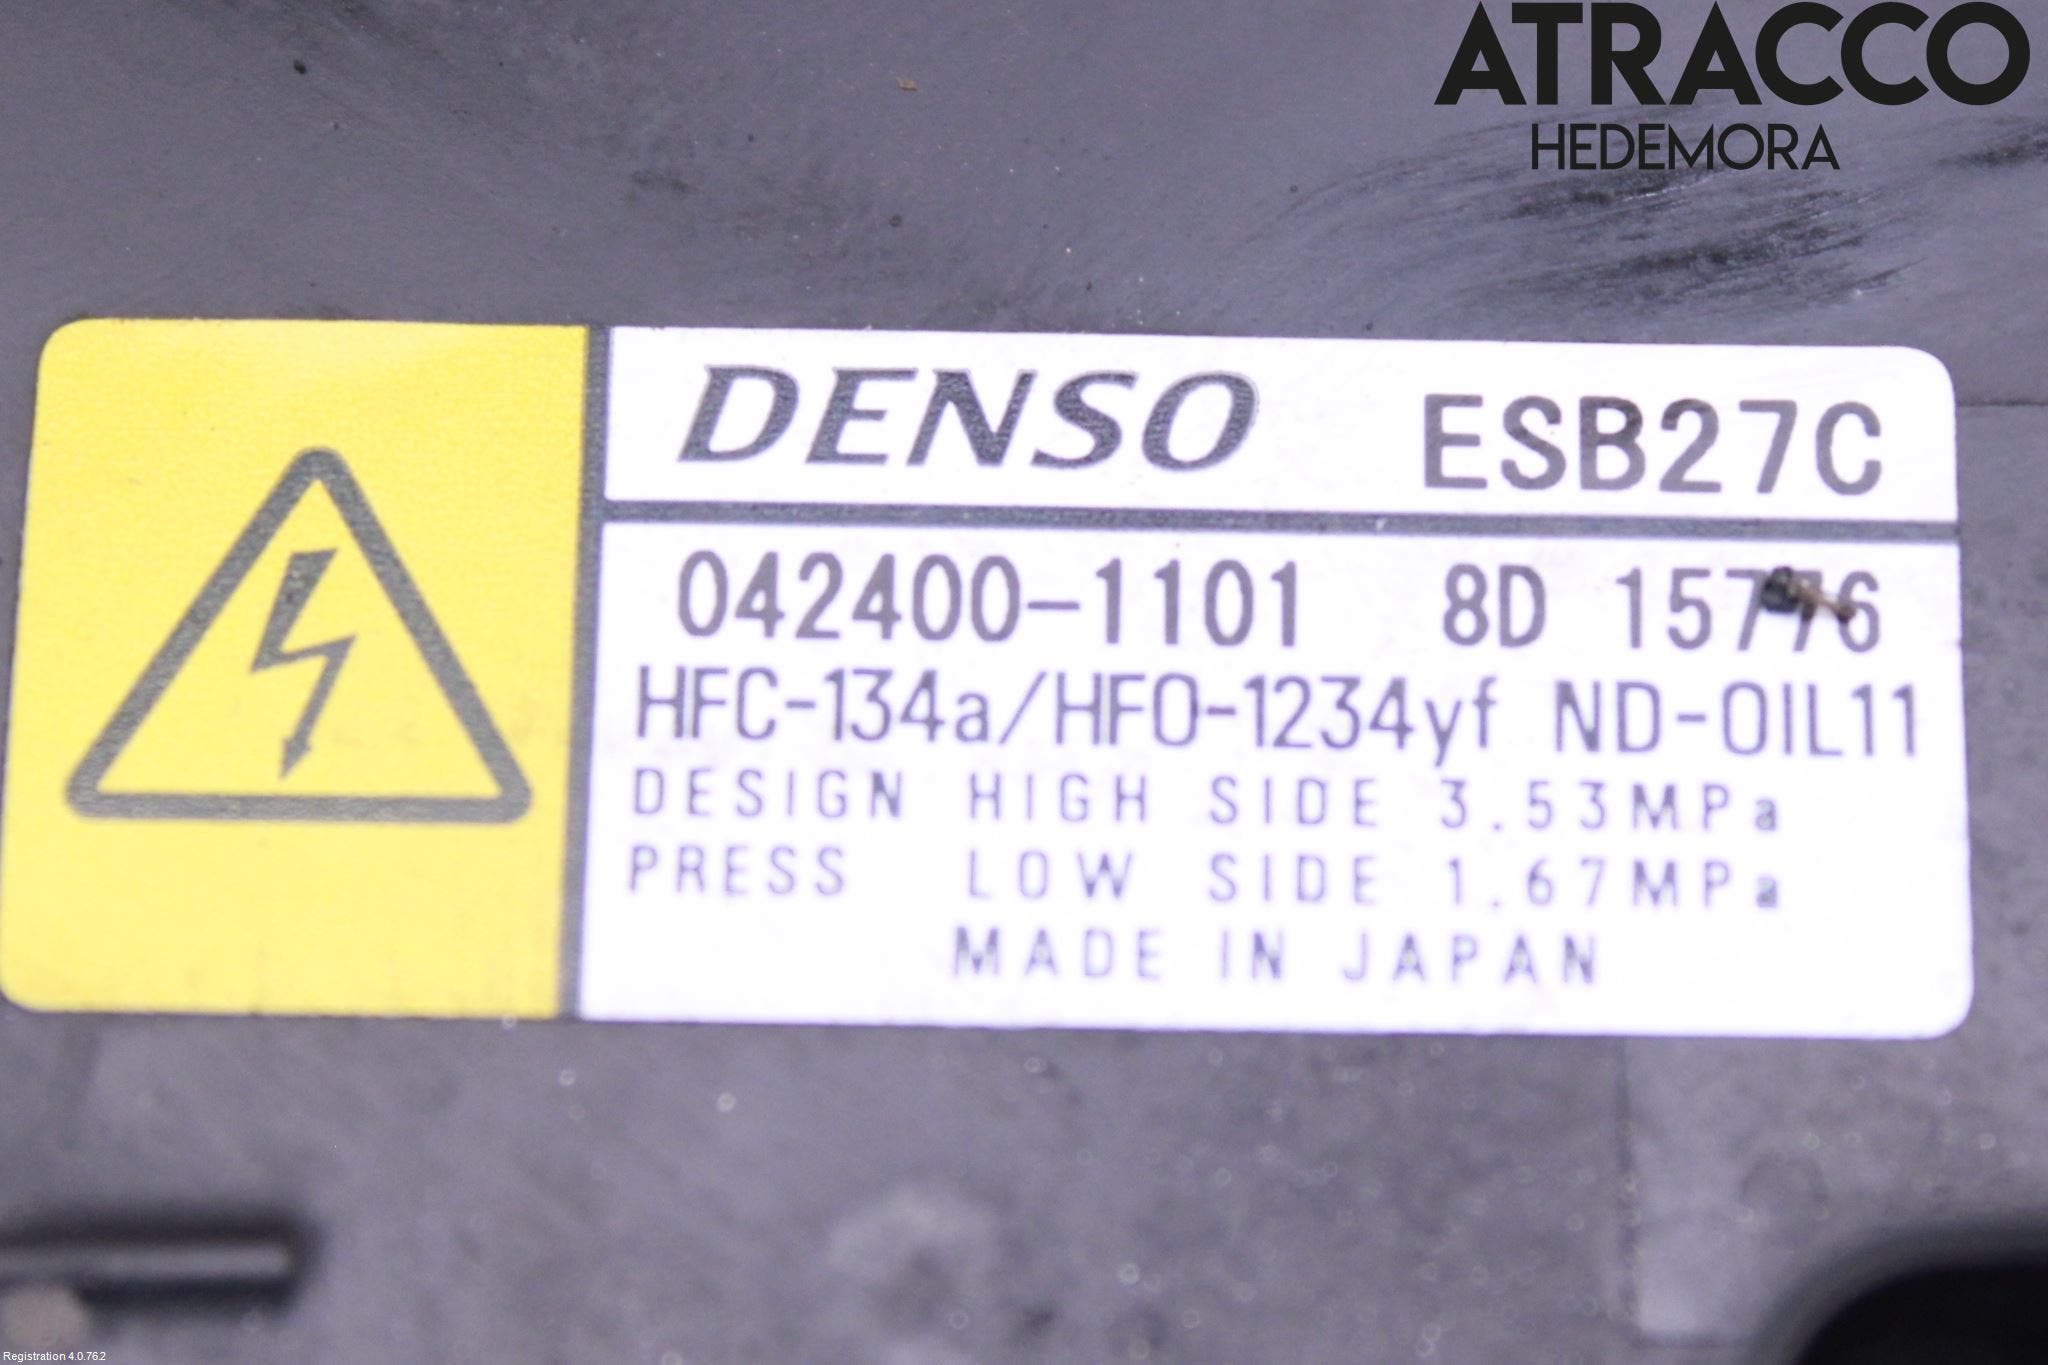 ATRACCO
HEDEMORA
DENSO ESB27C
042400-1101 8D 15776
HFC-134a/HFO-1234yf ND-OIL11
DESIGN HIGH SIDE 3.53MPa
PRESS LOW SIDE 1.67MPa
MADE IN JAPAN
Registration 4.0.762